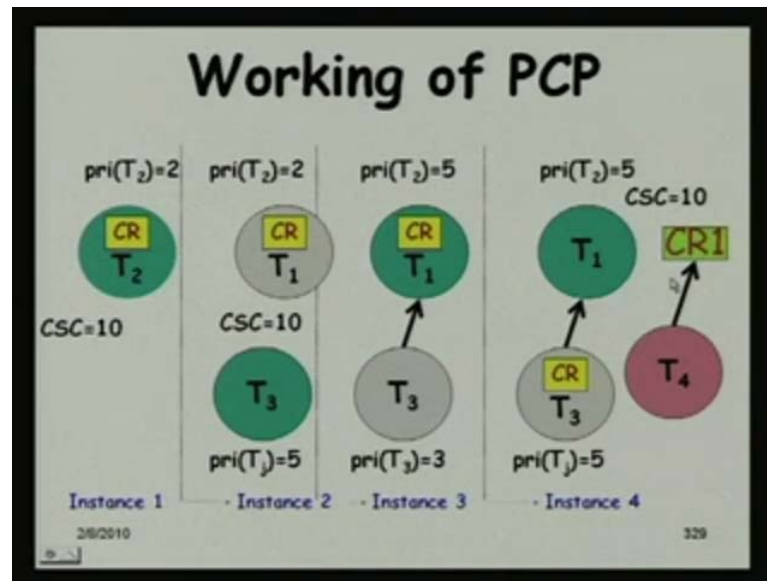 Working of PCP
pri(T₂)=2
CR
T₂
CSC=10
Instance 1
pri(T₂)=2
CR
T₁
CSC=10
T₃
pri(Tⱼ)=5
Instance 2
pri(T₂)=5
CR
T₁
T₃
pri(T₃)=3
Instance 3
pri(T₂)=5
CSC=10
T₁
CR1
CR
T₃
T₄
pri(Tⱼ)=5
Instance 4
2/8/2010
329